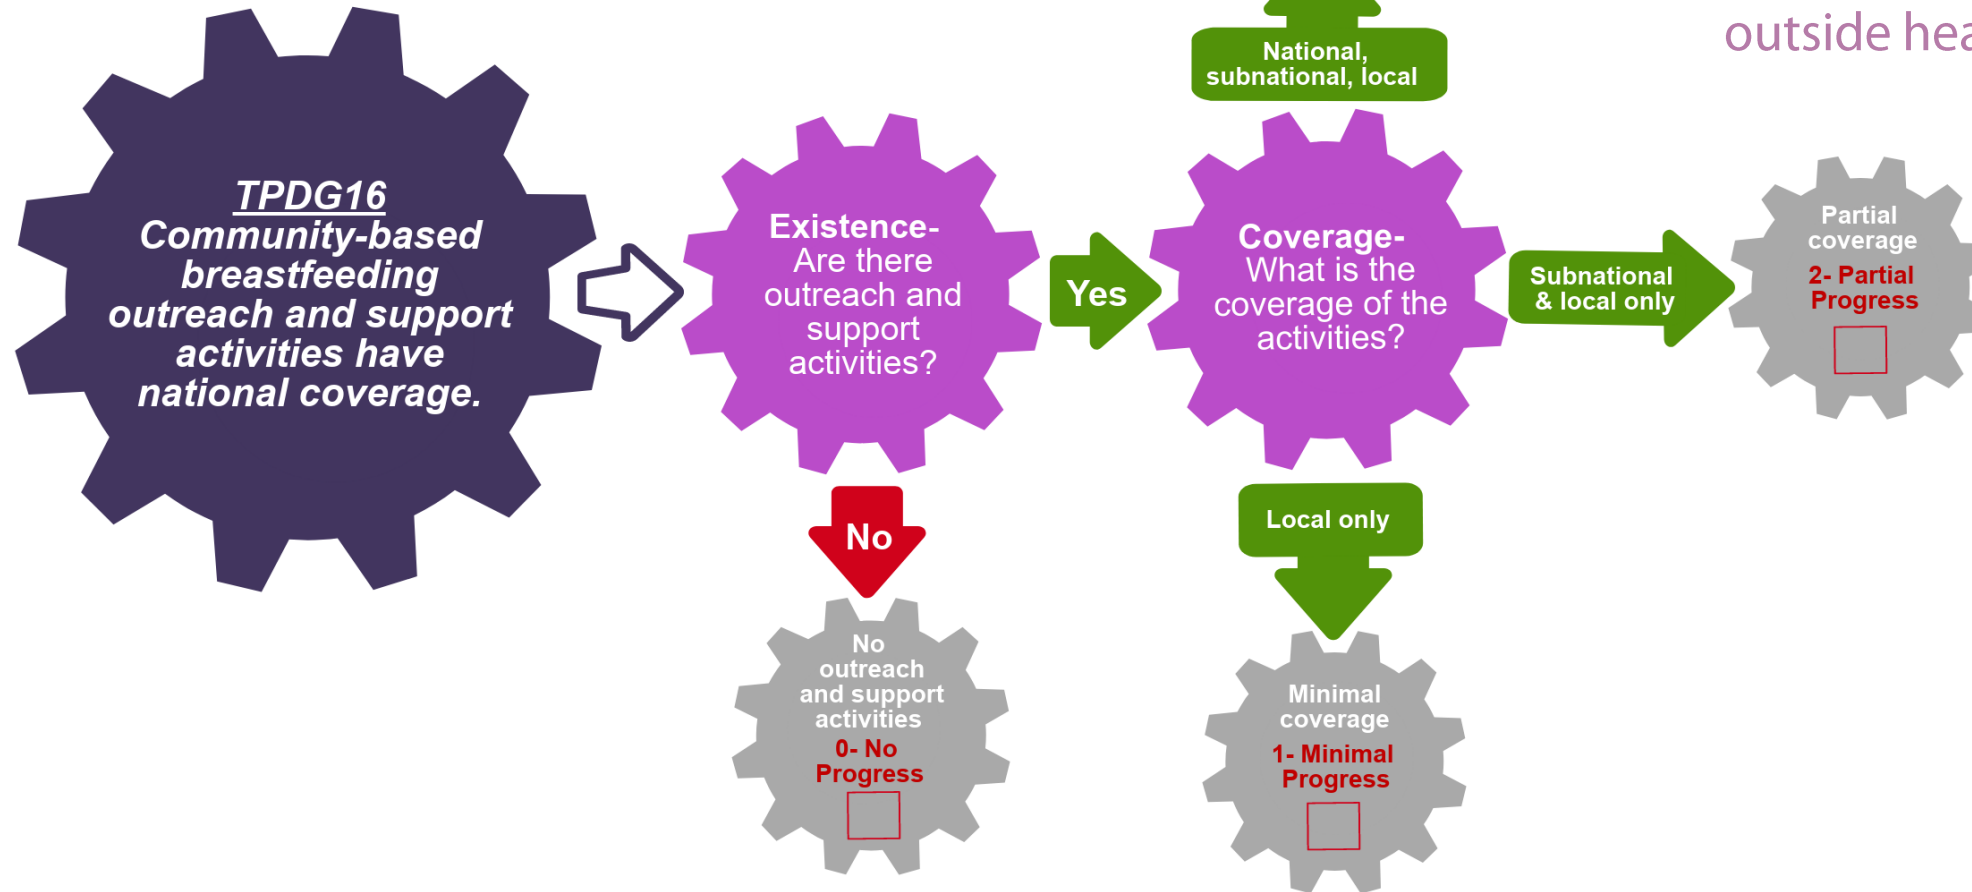 outside hea
National,
subnational, local
TPDG16
Community-based
breastfeeding
outreach and support
activities have
national coverage.
Existence-
Are there
outreach and
support
activities?
Yes
Coverage-
What is the
coverage of the
activities?
Subnational
& local only
Partial
coverage
2- Partial
Progress
No
Local only
No
outreach
and support
activities
0- No
Progress
Minimal
coverage
1- Minimal
Progress